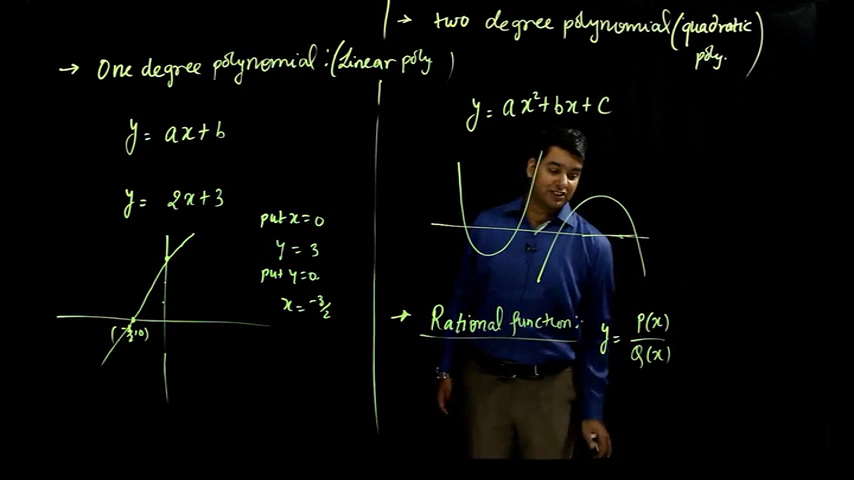 → One degree polynomial : (Linear poly)
y = ax + b
y = 2x + 3
put x = 0
y = 3
put y = 0
x = -3/2
(-3/2, 0)
→ two degree polynomial (quadratic
poly.)
y = ax² + bx + c
→ Rational function :- y = P(x)/Q(x)